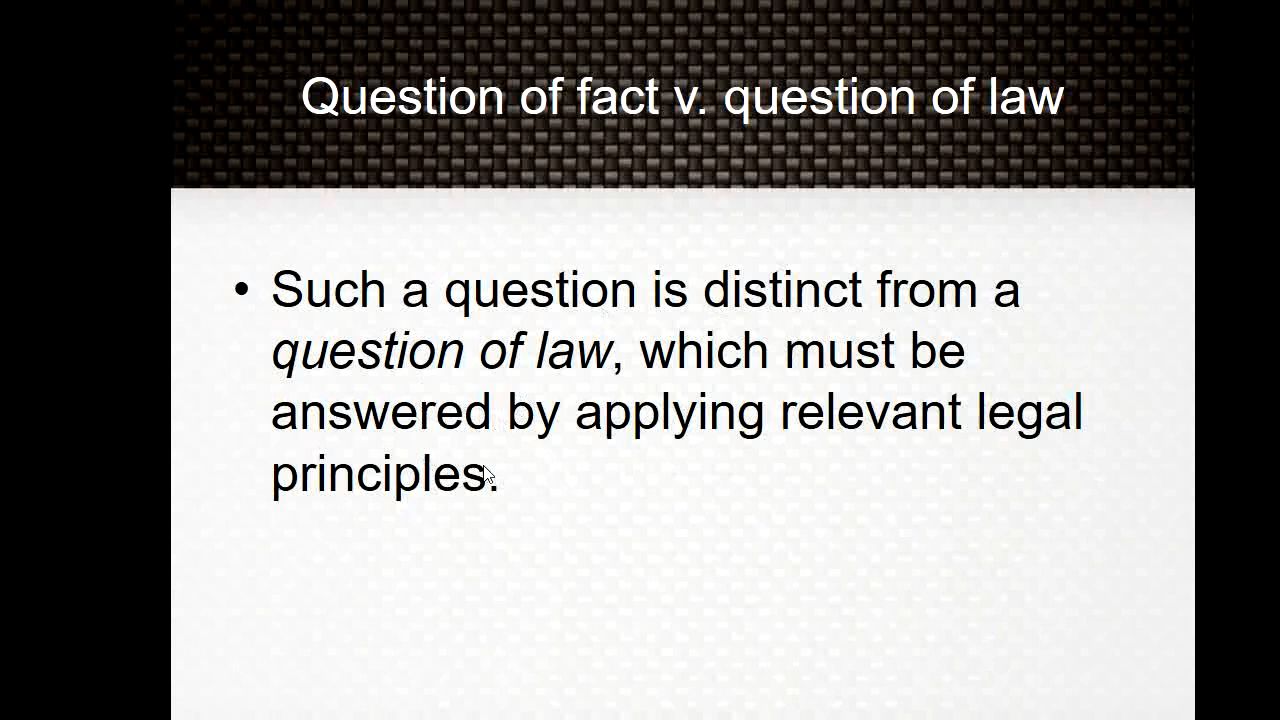 Question of fact v. question of law
• Such a question is distinct from a
question of law, which must be
answered by applying relevant legal
principles.